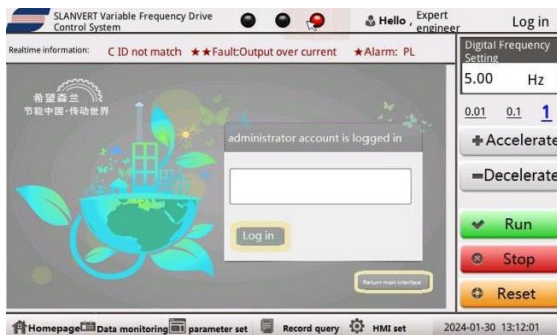 SLANVERT Variable Frequency Drive
Control System
Hello , Expert engineer
Log in
Realtime information: C ID not match ★★Fault:Output over current ★Alarm: PL
Digital Frequency
Setting
5.00 Hz
0.01 0.1 1
Accelerate
Decelerate
Run
Stop
Reset
希望森兰
节能中国·传动世界
administrator account is logged in
Log in
Return main interface
Homepage Data monitoring parameter set Record query HMI set 2024-01-30 13:12:01